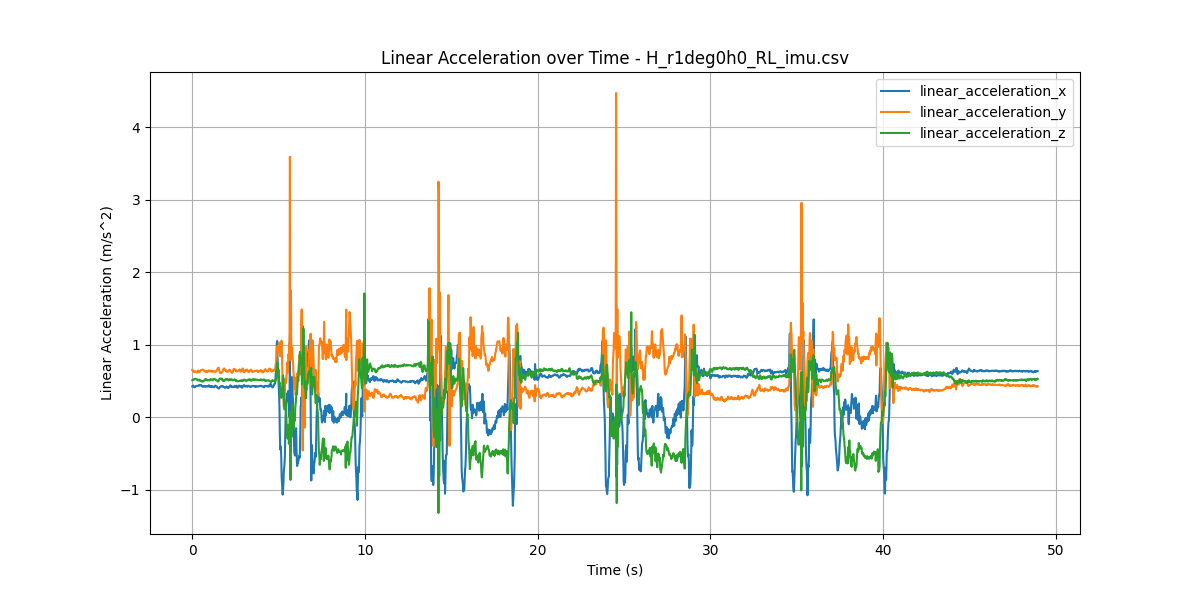 Linear Acceleration over Time - H_r1deg0h0_RL_imu.csv
linear_acceleration_x
linear_acceleration_y
linear_acceleration_z
Linear Acceleration (m/s^2)
4
3
2
1
0
−1
0 10 20 30 40 50
Time (s)